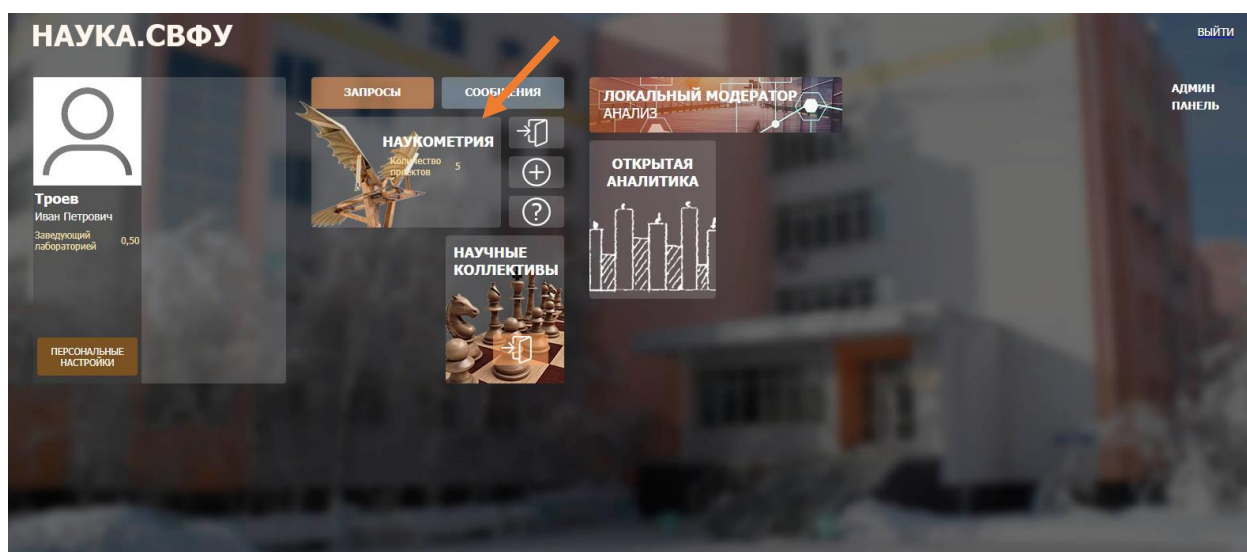 НАУКА.СВФУ
ВЫЙТИ
Троев
Иван Петрович
Заведующий
лабораторией 0,50
ПЕРСОНАЛЬНЫЕ
НАСТРОЙКИ
ЗАПРОСЫ
СООБЩЕНИЯ
НАУКОМЕТРИЯ
Количество
проектов 5
?
НАУЧНЫЕ
КОЛЛЕКТИВЫ
ЛОКАЛЬНЫЙ МОДЕРАТОР
АНАЛИЗ
ОТКРЫТАЯ
АНАЛИТИКА
АДМИН
ПАНЕЛЬ